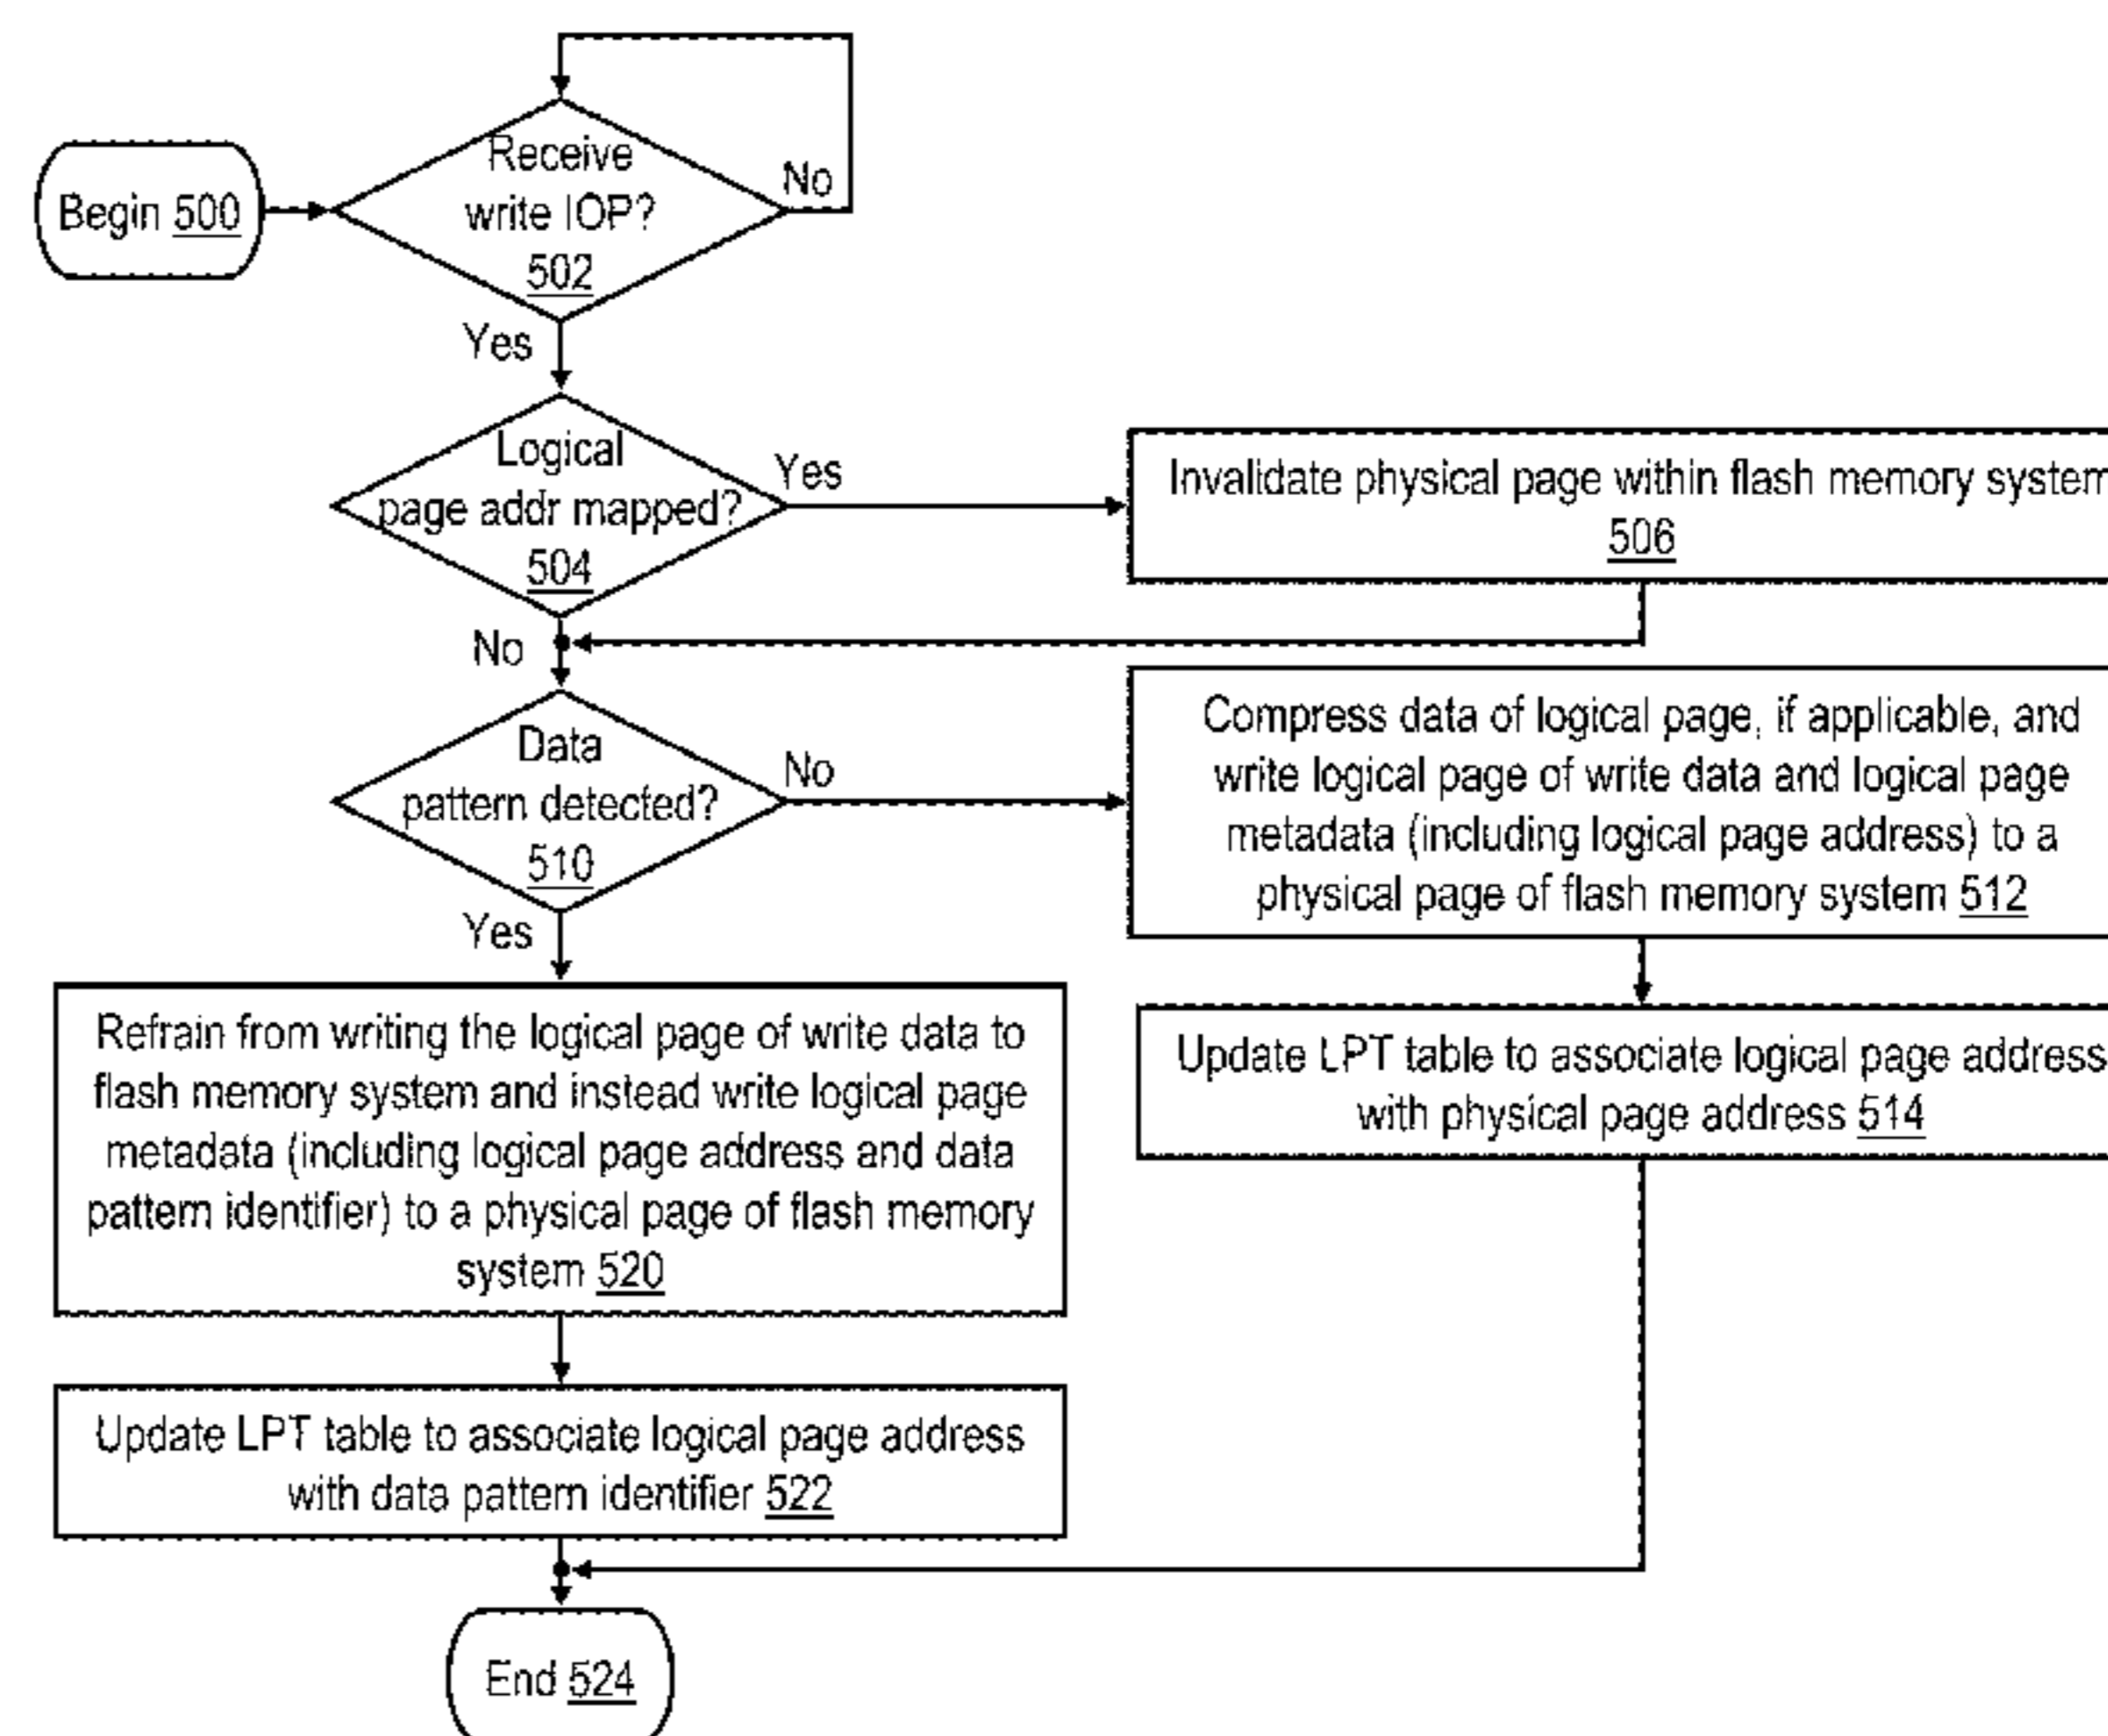 Begin 500
Receive
write IOP?
502
No
Yes
Logical
page addr mapped?
504
Yes
Invalidate physical page within flash memory system
506
No
Data
pattern detected?
510
No
Compress data of logical page, if applicable, and
write logical page of write data and logical page
metadata (including logical page address) to a
physical page of flash memory system 512
Yes
Refrain from writing the logical page of write data to
flash memory system and instead write logical page
metadata (including logical page address and data
pattern identifier) to a physical page of flash memory
system 520
Update LPT table to associate logical page address
with physical page address 514
Update LPT table to associate logical page address
with data pattern identifier 522
End 524